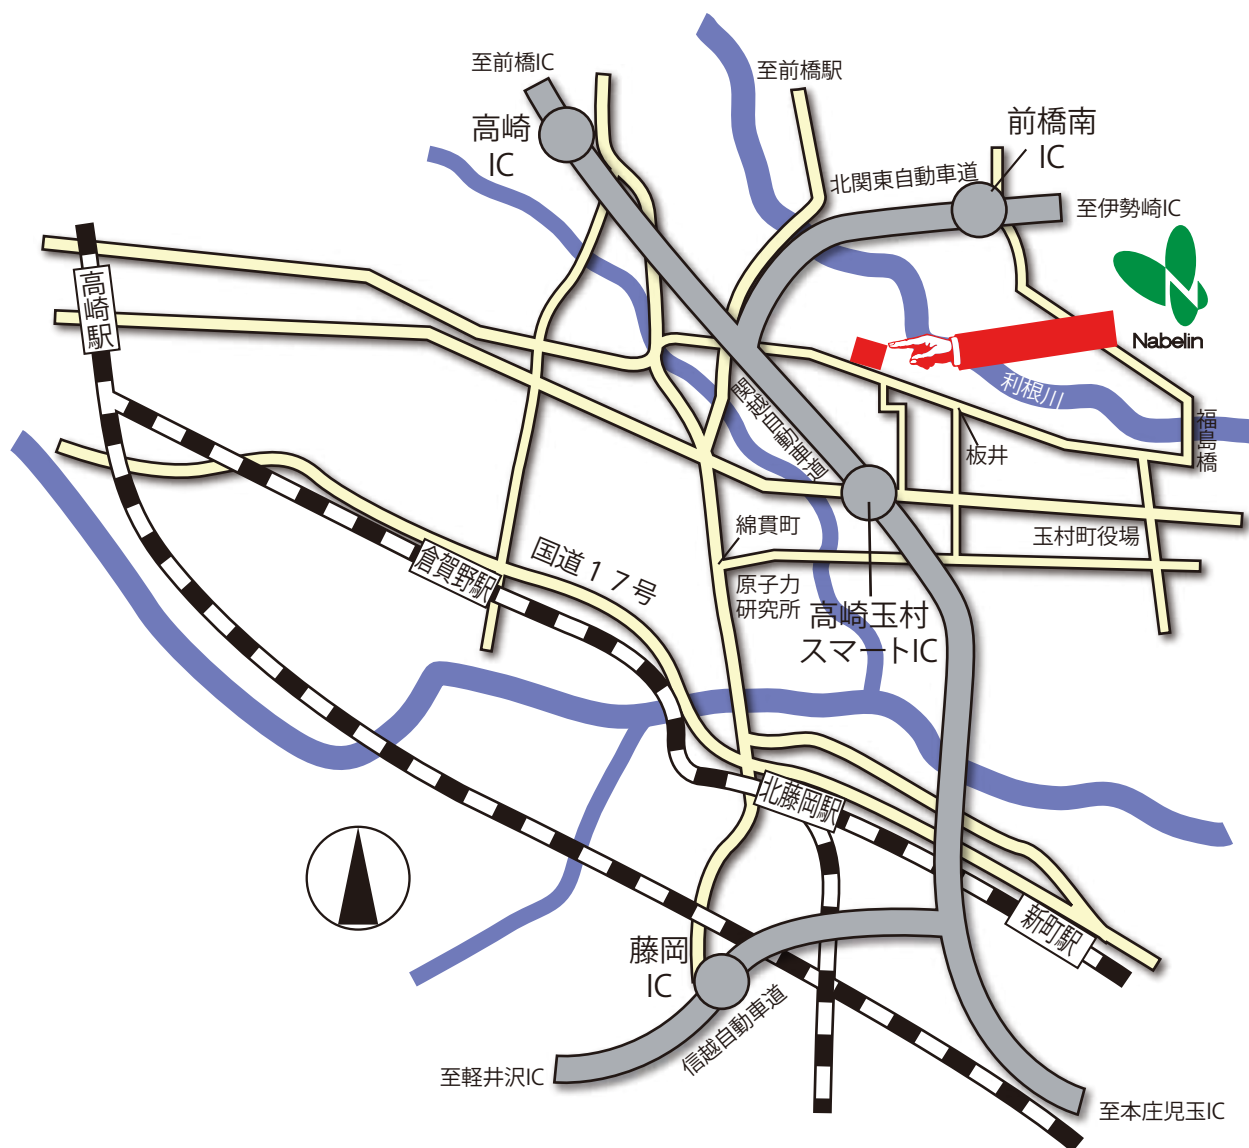 至前橋IC
至前橋駅
高崎
IC
前橋南
IC
北関東自動車道
至伊勢崎IC
高崎駅
Nabelin
利根川
関越自動車道
福島橋
板井
綿貫町
玉村町役場
国道17号
倉賀野駅
原子力
研究所
高崎玉村
スマートIC
北藤岡駅
新町駅
藤岡
IC
信越自動車道
至軽井沢IC
至本庄児玉IC